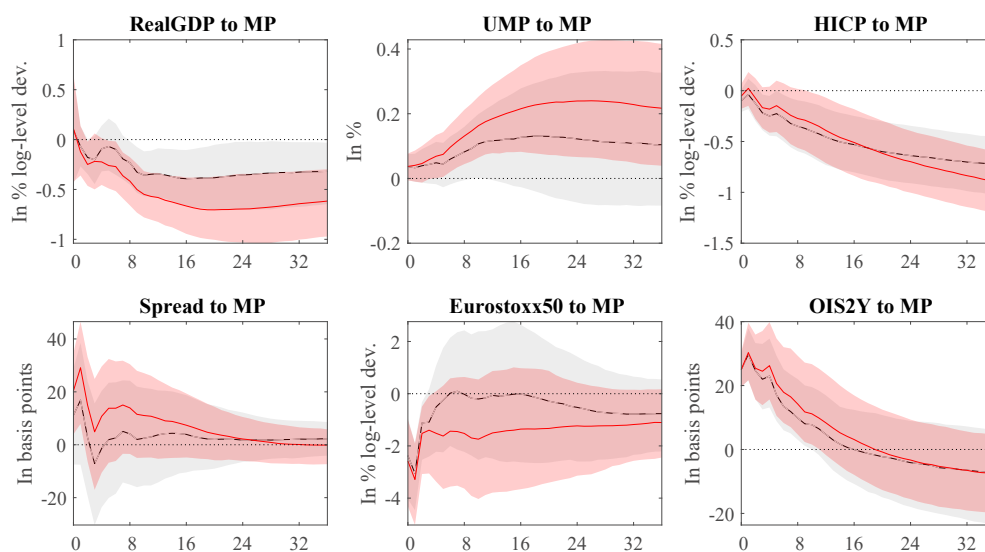 RealGDP to MP
In % log-level dev.
1
0.5
0
-0.5
-1
0 8 16 24 32
UMP to MP
In %
0.4
0.2
0
-0.2
0 8 16 24 32
HICP to MP
In % log-level dev.
0.5
0
-0.5
-1
-1.5
0 8 16 24 32
Spread to MP
In basis points
40
20
0
-20
0 8 16 24 32
Eurostoxx50 to MP
In % log-level dev.
2
0
-2
-4
0 8 16 24 32
OIS2Y to MP
In basis points
40
20
0
-20
0 8 16 24 32